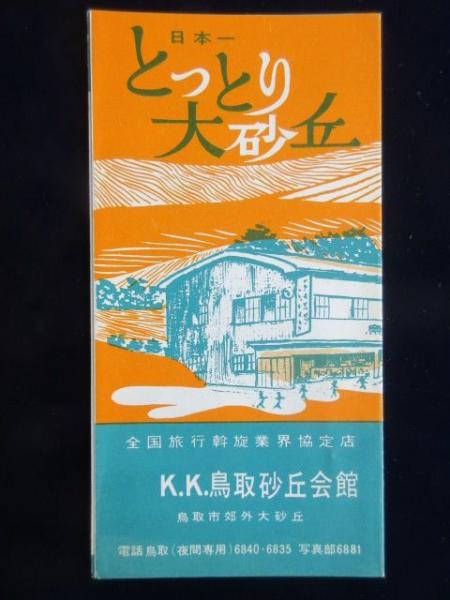 日本一
とっとり
大砂丘
全国旅行斡旋業界協定店
K.K.鳥取砂丘会館
鳥取市郊外大砂丘
電話鳥取(夜間専用)6840・6835 写真部6881